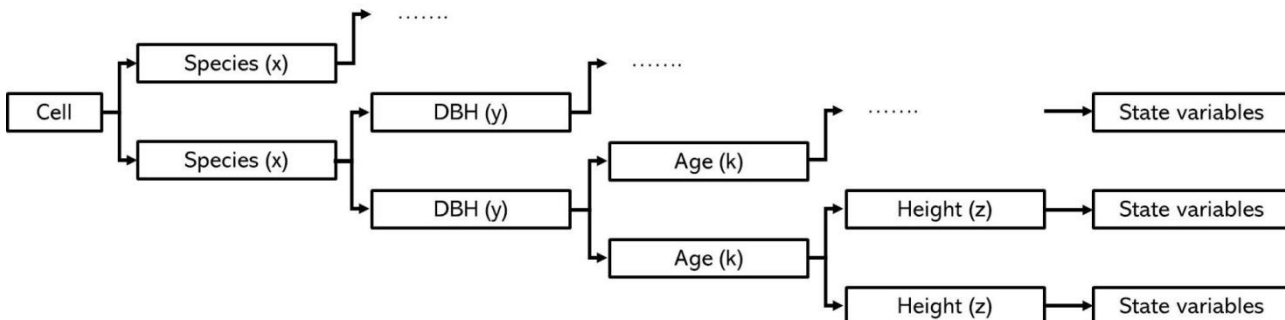 .......
Species (x)
.......
Cell
DBH (y)
.......
State variables
Species (x)
Age (k)
DBH (y)
Height (z)
State variables
Age (k)
Height (z)
State variables